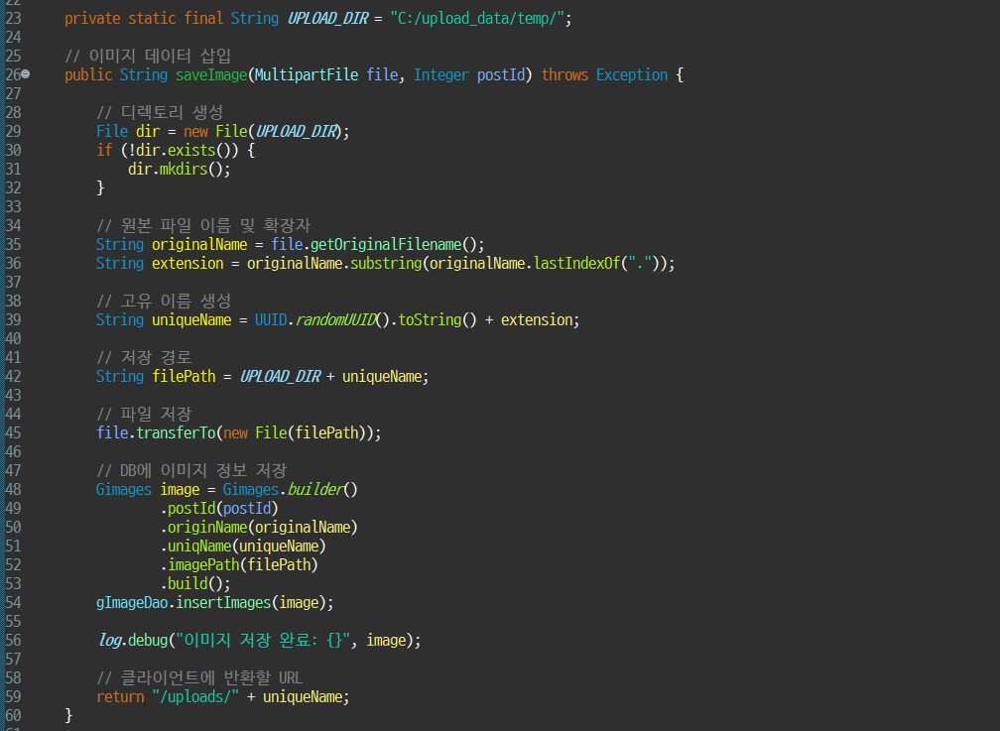 23 private static final String UPLOAD_DIR = "C:/upload_data/temp/";
24
25 // 이미지 데이터 삽입
26 public String saveImage(MultipartFile file, Integer postId) throws Exception {
27
28 // 디렉토리 생성
29 File dir = new File(UPLOAD_DIR);
30 if (!dir.exists()) {
31 dir.mkdirs();
32 }
33
34 // 원본 파일 이름 및 확장자
35 String originalName = file.getOriginalFilename();
36 String extension = originalName.substring(originalName.lastIndexOf("."));
37
38 // 고유 이름 생성
39 String uniqueName = UUID.randomUUID().toString() + extension;
40
41 // 저장 경로
42 String filePath = UPLOAD_DIR + uniqueName;
43
44 // 파일 저장
45 file.transferTo(new File(filePath));
46
47 // DB에 이미지 정보 저장
48 Gimages image = Gimages.builder()
49 .postId(postId)
50 .originName(originalName)
51 .uniqName(uniqueName)
52 .imagePath(filePath)
53 .build();
54 gImageDao.insertImages(image);
55
56 log.debug("이미지 저장 완료: {}", image);
57
58 // 클라이언트에 반환할 URL
59 return "/uploads/" + uniqueName;
60 }